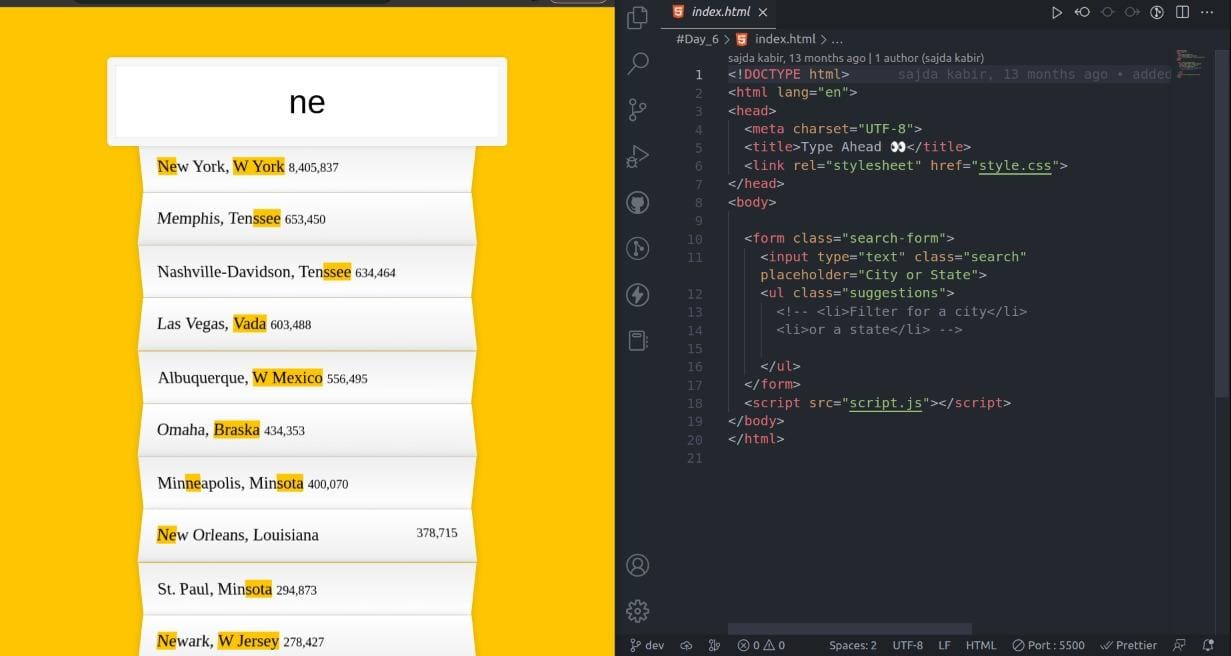 ne
New York, W York 8,405,837
Memphis, Tenssee 653,450
Nashville-Davidson, Tenssee 634,464
Las Vegas, Vada 603,488
Albuquerque, W Mexico 556,495
Omaha, Braska 434,353
Minneapolis, Minsota 400,070
New Orleans, Louisiana 378,715
St. Paul, Minsota 294,873
Newark, W Jersey 278,427
index.html
#Day_6 > index.html > ...
sajda kabir, 13 months ago | 1 author (sajda kabir)
1 <!DOCTYPE html> sajda kabir, 13 months ago • added
2 <html lang="en">
3 <head>
4 <meta charset="UTF-8">
5 <title>Type Ahead 👀</title>
6 <link rel="stylesheet" href="style.css">
7 </head>
8 <body>
9
10 <form class="search-form">
11 <input type="text" class="search"
placeholder="City or State">
12 <ul class="suggestions">
13 <!-- <li>Filter for a city</li>
14 <li>or a state</li> -->
15
16 </ul>
17 </form>
18 <script src="script.js"></script>
19 </body>
20 </html>
21
dev 0 0 Spaces: 2 UTF-8 LF HTML Port : 5500 Prettier